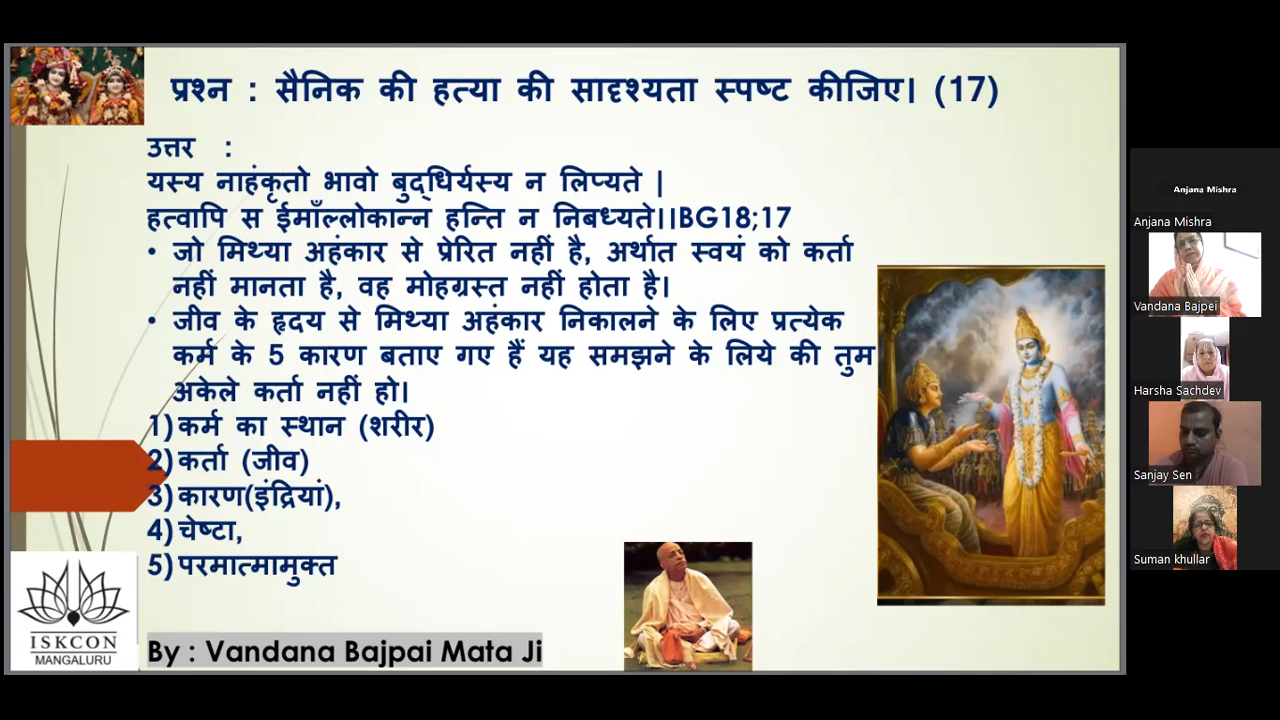 प्रश्न : सैनिक की हत्या की सादृश्यता स्पष्ट कीजिए। (17)
उत्तर :
यस्य नाहंकृतो भावो बुद्धिर्यस्य न लिप्यते |
हत्वापि स ईमाँल्लोकान्न हन्ति न निबध्यते।।BG18;17
• जो मिथ्या अहंकार से प्रेरित नहीं है, अर्थात स्वयं को कर्ता
नहीं मानता है, वह मोहग्रस्त नहीं होता है।
• जीव के हृदय से मिथ्या अहंकार निकालने के लिए प्रत्येक
कर्म के 5 कारण बताए गए हैं यह समझने के लिये की तुम
अकेले कर्ता नहीं हो।
1) कर्म का स्थान (शरीर)
2) कर्ता (जीव)
3) कारण(इंद्रियां),
4) चेष्टा,
5) परमात्मामुक्त
ISKCON
MANGALURU
By : Vandana Bajpai Mata Ji
Anjana Mishra
Anjana Mishra
Vandana Bajpei
Harsha Sachdev
Sanjay Sen
Suman khullar